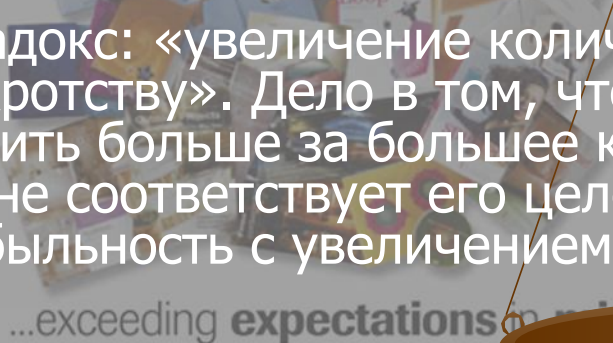 адокс: «увеличение колич
ротству». Дело в том, что
ить больше за большее к
не соответствует его цел
быльность с увеличением
...exceeding expectations in